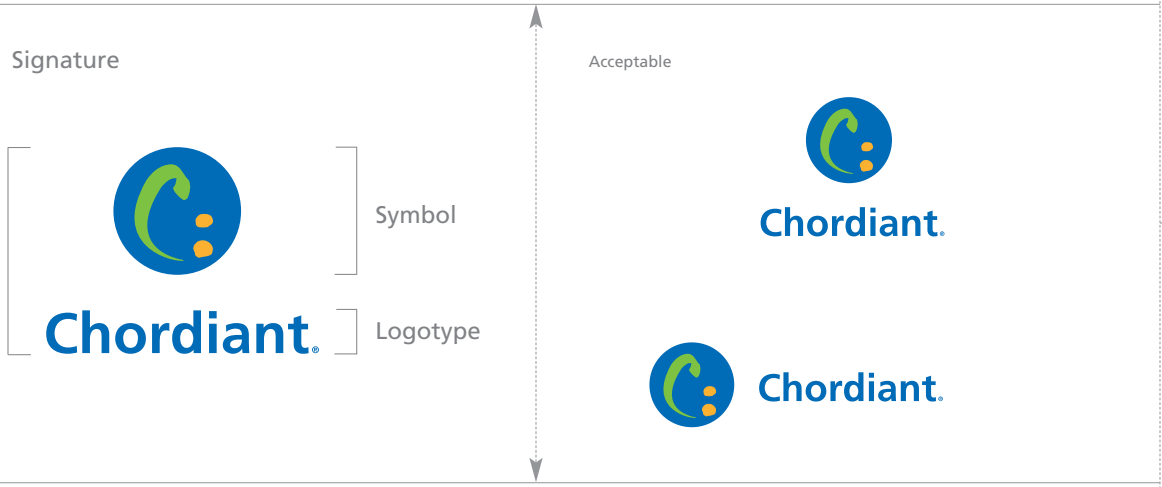 Signature
Symbol
Chordiant®
Logotype
Acceptable
Chordiant®
Chordiant®